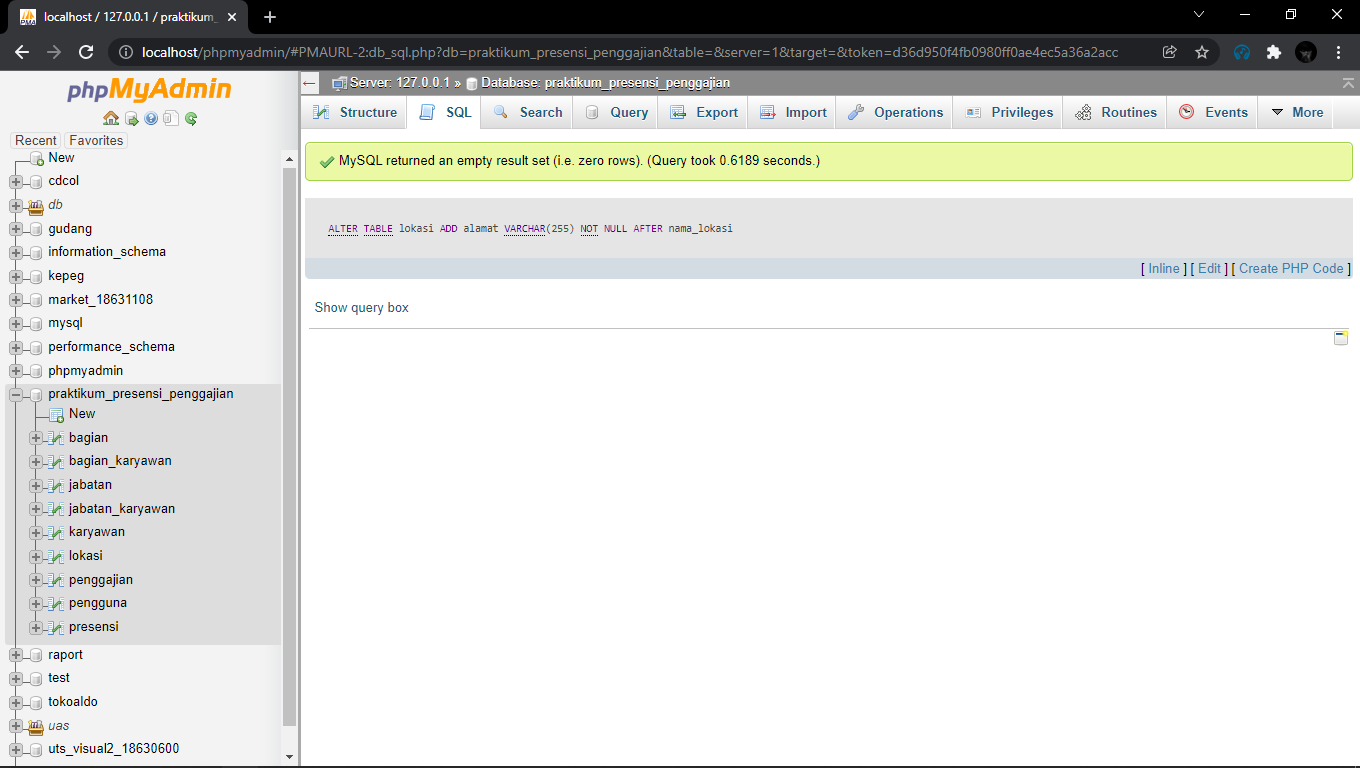 localhost / 127.0.0.1 / praktikum_
localhost/phpmyadmin/#PMAURL-2:db_sql.php?db=praktikum_presensi_penggajian&table=&server=1&target=&token=d36d950f4fb0980ff0ae4ec5a36a2acc
phpMyAdmin
Recent Favorites
New
cdcol
db
gudang
information_schema
kepeg
market_18631108
mysql
performance_schema
phpmyadmin
praktikum_presensi_penggajian
New
bagian
bagian_karyawan
jabatan
jabatan_karyawan
karyawan
lokasi
penggajian
pengguna
presensi
raport
test
tokoaldo
uas
uts_visual2_18630600
Server: 127.0.0.1 » Database: praktikum_presensi_penggajian
Structure SQL Search Query Export Import Operations Privileges Routines Events More
MySQL returned an empty result set (i.e. zero rows). (Query took 0.6189 seconds.)
ALTER TABLE lokasi ADD alamat VARCHAR(255) NOT NULL AFTER nama_lokasi
[ Inline ] [ Edit ] [ Create PHP Code ]
Show query box